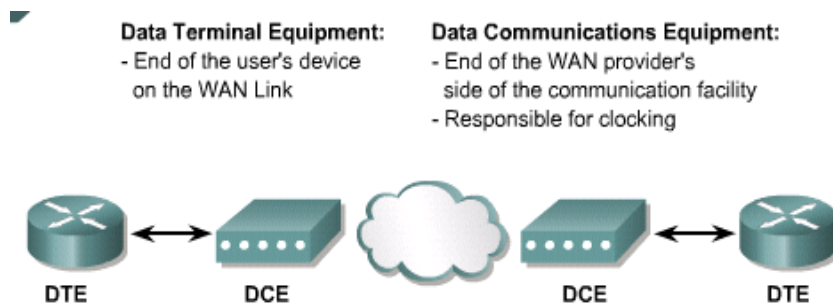 Data Terminal Equipment:
- End of the user's device
on the WAN Link
Data Communications Equipment:
- End of the WAN provider's
side of the communication facility
- Responsible for clocking
DTE
DCE
DCE
DTE